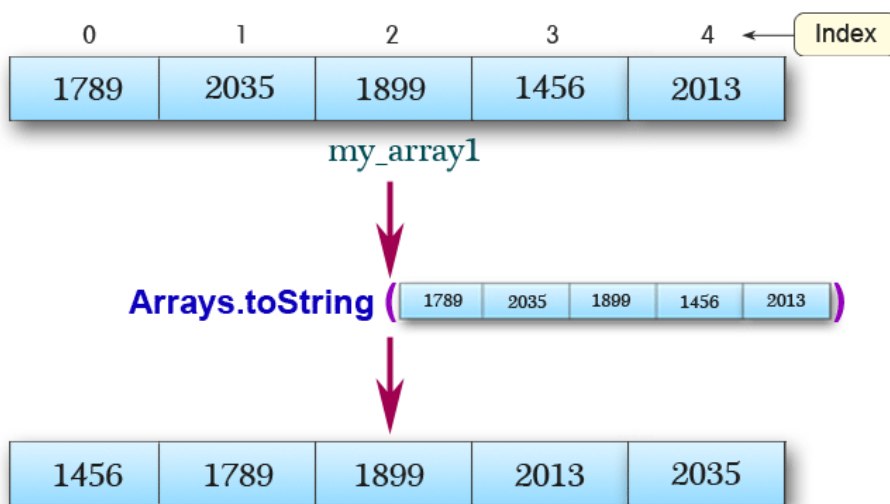 0 1 2 3 4 Index
1789 2035 1899 1456 2013
my_array1
Arrays.toString ( 1789 2035 1899 1456 2013 )
1456 1789 1899 2013 2035